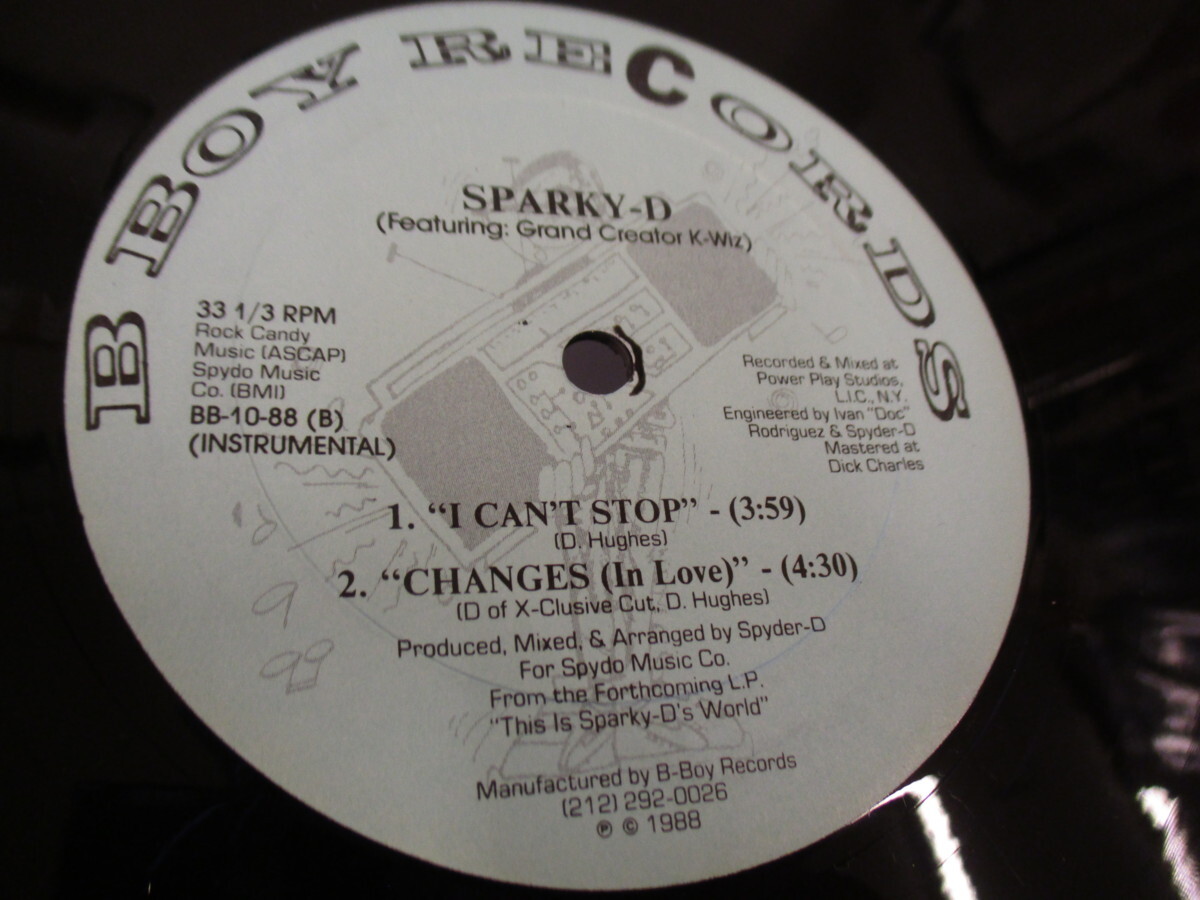 B BOY RECORDS
SPARKY-D
(Featuring: Grand Creator K-Wiz)
33 1/3 RPM
Rock Candy
Music (ASCAP)
Spydo Music
Co. (BMI)
BB-10-88 (B)
(INSTRUMENTAL)
Recorded & Mixed at
Power Play Studios,
L.I.C., N.Y.
Engineered by Ivan "Doc"
Rodriguez & Spyder-D
Mastered at
Dick Charles
1. “I CAN'T STOP” - (3:59)
(D. Hughes)
2. “CHANGES (In Love)” - (4:30)
(D of X-Clusive Cut, D. Hughes)
Produced, Mixed, & Arranged by Spyder-D
For Spydo Music Co.
From the Forthcoming L.P.
"This Is Sparky-D's World"
Manufactured by B-Boy Records
(212) 292-0026
℗ © 1988